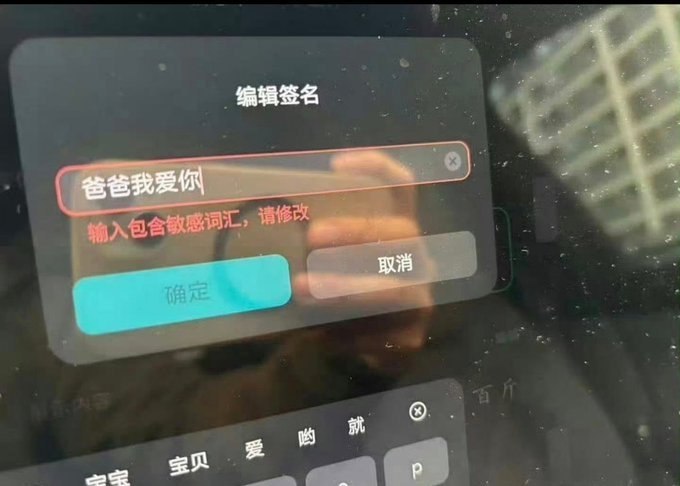 编辑签名
爸爸我爱你
输入包含敏感词汇，请修改
确定
取消
百斤
宝宝 宝贝 爱 哟 就
p